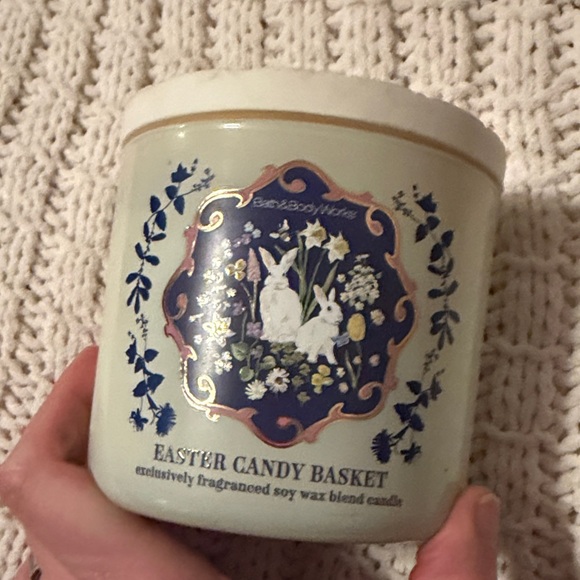 Bath&BodyWorks
EASTER CANDY BASKET
exclusively fragranced soy wax blend candle